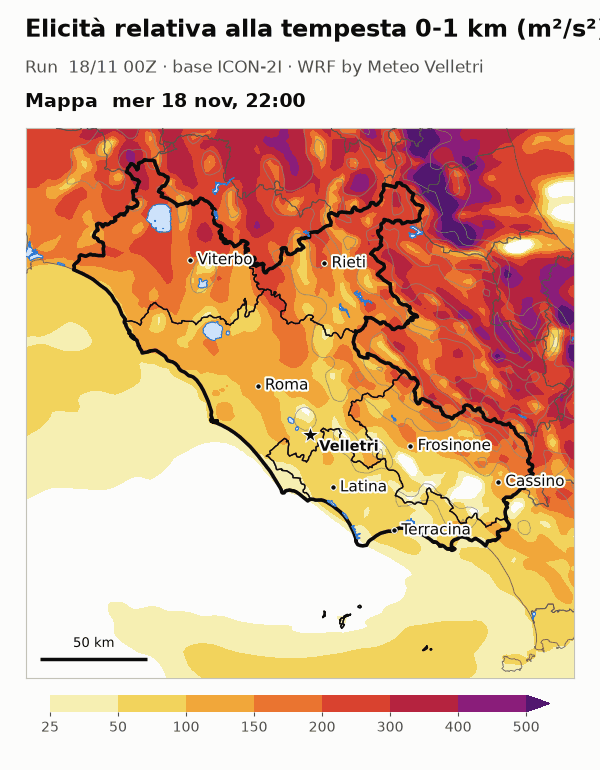 Elicità relativa alla tempesta 0-1 km (m²/s²)
Run 18/11 00Z · base ICON-2I · WRF by Meteo Velletri
Mappa mer 18 nov, 22:00
Viterbo
Rieti
Roma
Velletri
Frosinone
Latina
Cassino
Terracina
50 km
25 50 100 150 200 300 400 500